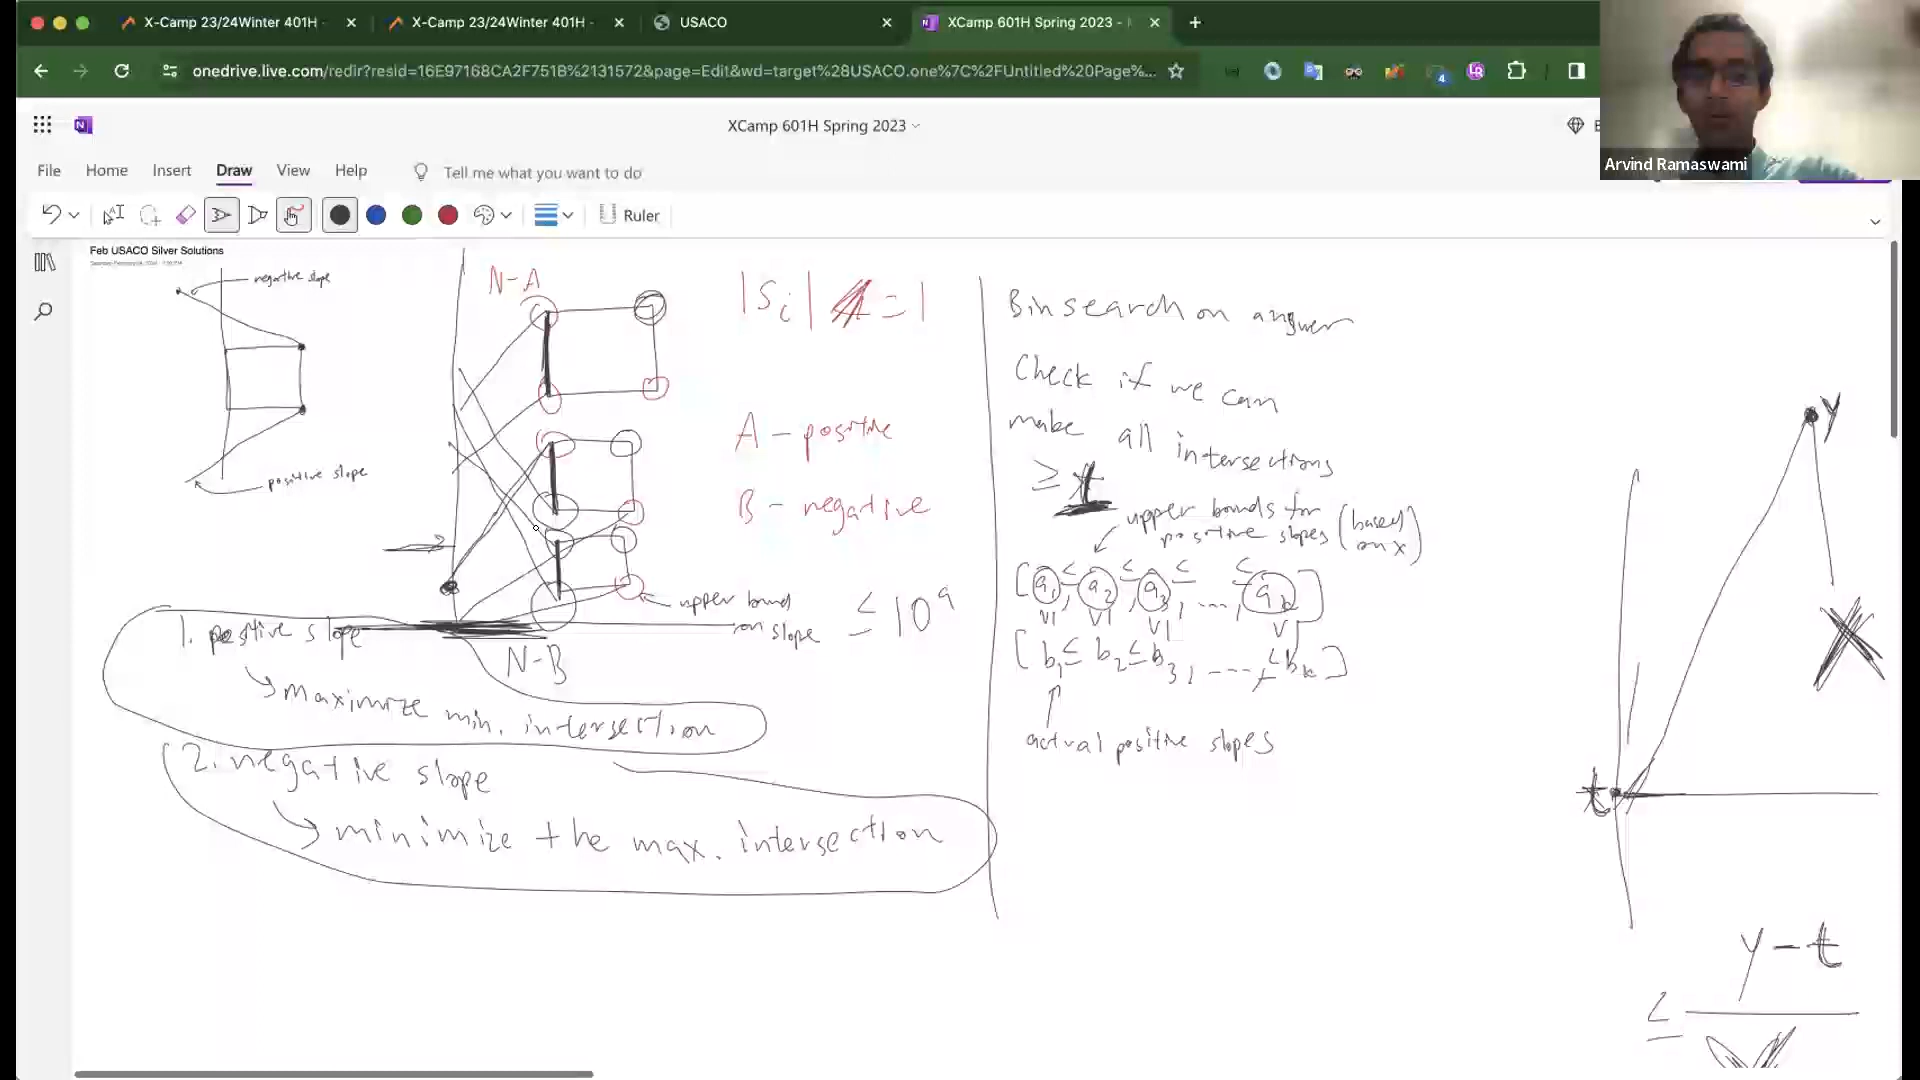 X-Camp 23/24Winter 401H -
X-Camp 23/24Winter 401H -
USACO
XCamp 601H Spring 2023 -
onedrive.live.com/redir?resid=16E97168CA2F751B%2131572&page=Edit&wd=target%28USACO.one%7C%2FUntitled%20Page%...
4
LR
XCamp 601H Spring 2023
Arvind Ramaswami
File
Home
Insert
Draw
View
Help
Tell me what you want to do
Ruler
Feb USACO Silver Solutions
negative slope
positive slope
N-A
|Si| = 1
A - positive
B - negative
upper bound
on slope
≤ 10^9
N-B
1. positive slope
maximize min. intersection
2. negative slope
minimize the max. intersection
Binsearch on answer
Check if we can
make all intersections
≥ t
upper bounds for
positive slopes (based on x)
[a1 ≤, a2 ≤, a3, ≤ ...., ≤ ak]
[b1 ≤ b2 ≤ b3, ...., ≤ bk]
actual positive slopes
y
t
y - t
≤